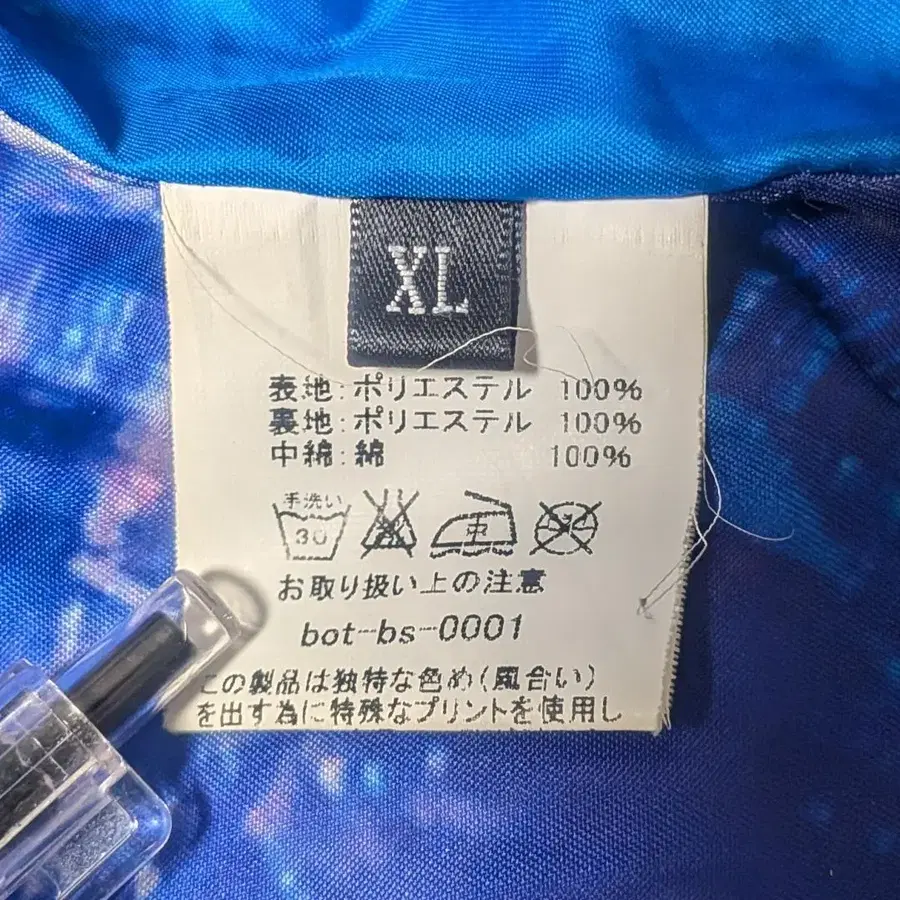 XL
表地:ポリエステル 100%
裏地:ポリエステル 100%
中綿:綿 100%
手洗い
30
中
お取り扱い上の注意
bot-bs-0001
この製品は独特な色め(風合い)
を出す為に特殊なプリントを使用し